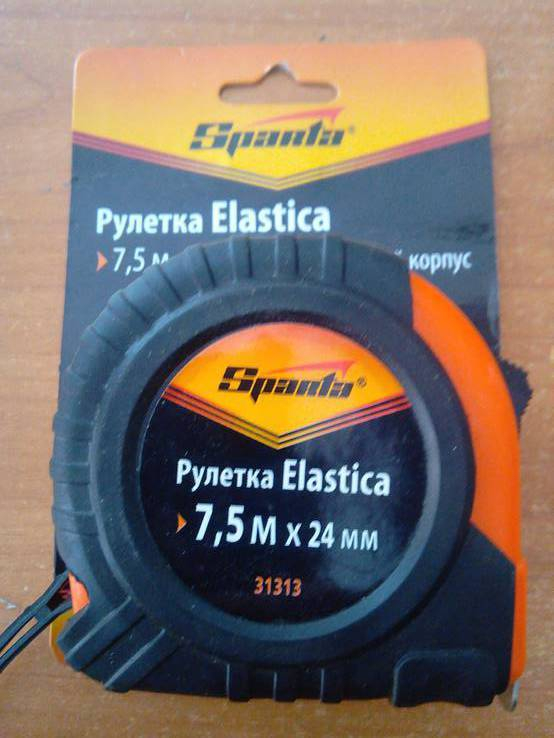 Sparta®
Рулетка Elastica
7,5 м корпус
Sparta®
Рулетка Elastica
7,5 м х 24 мм
31313